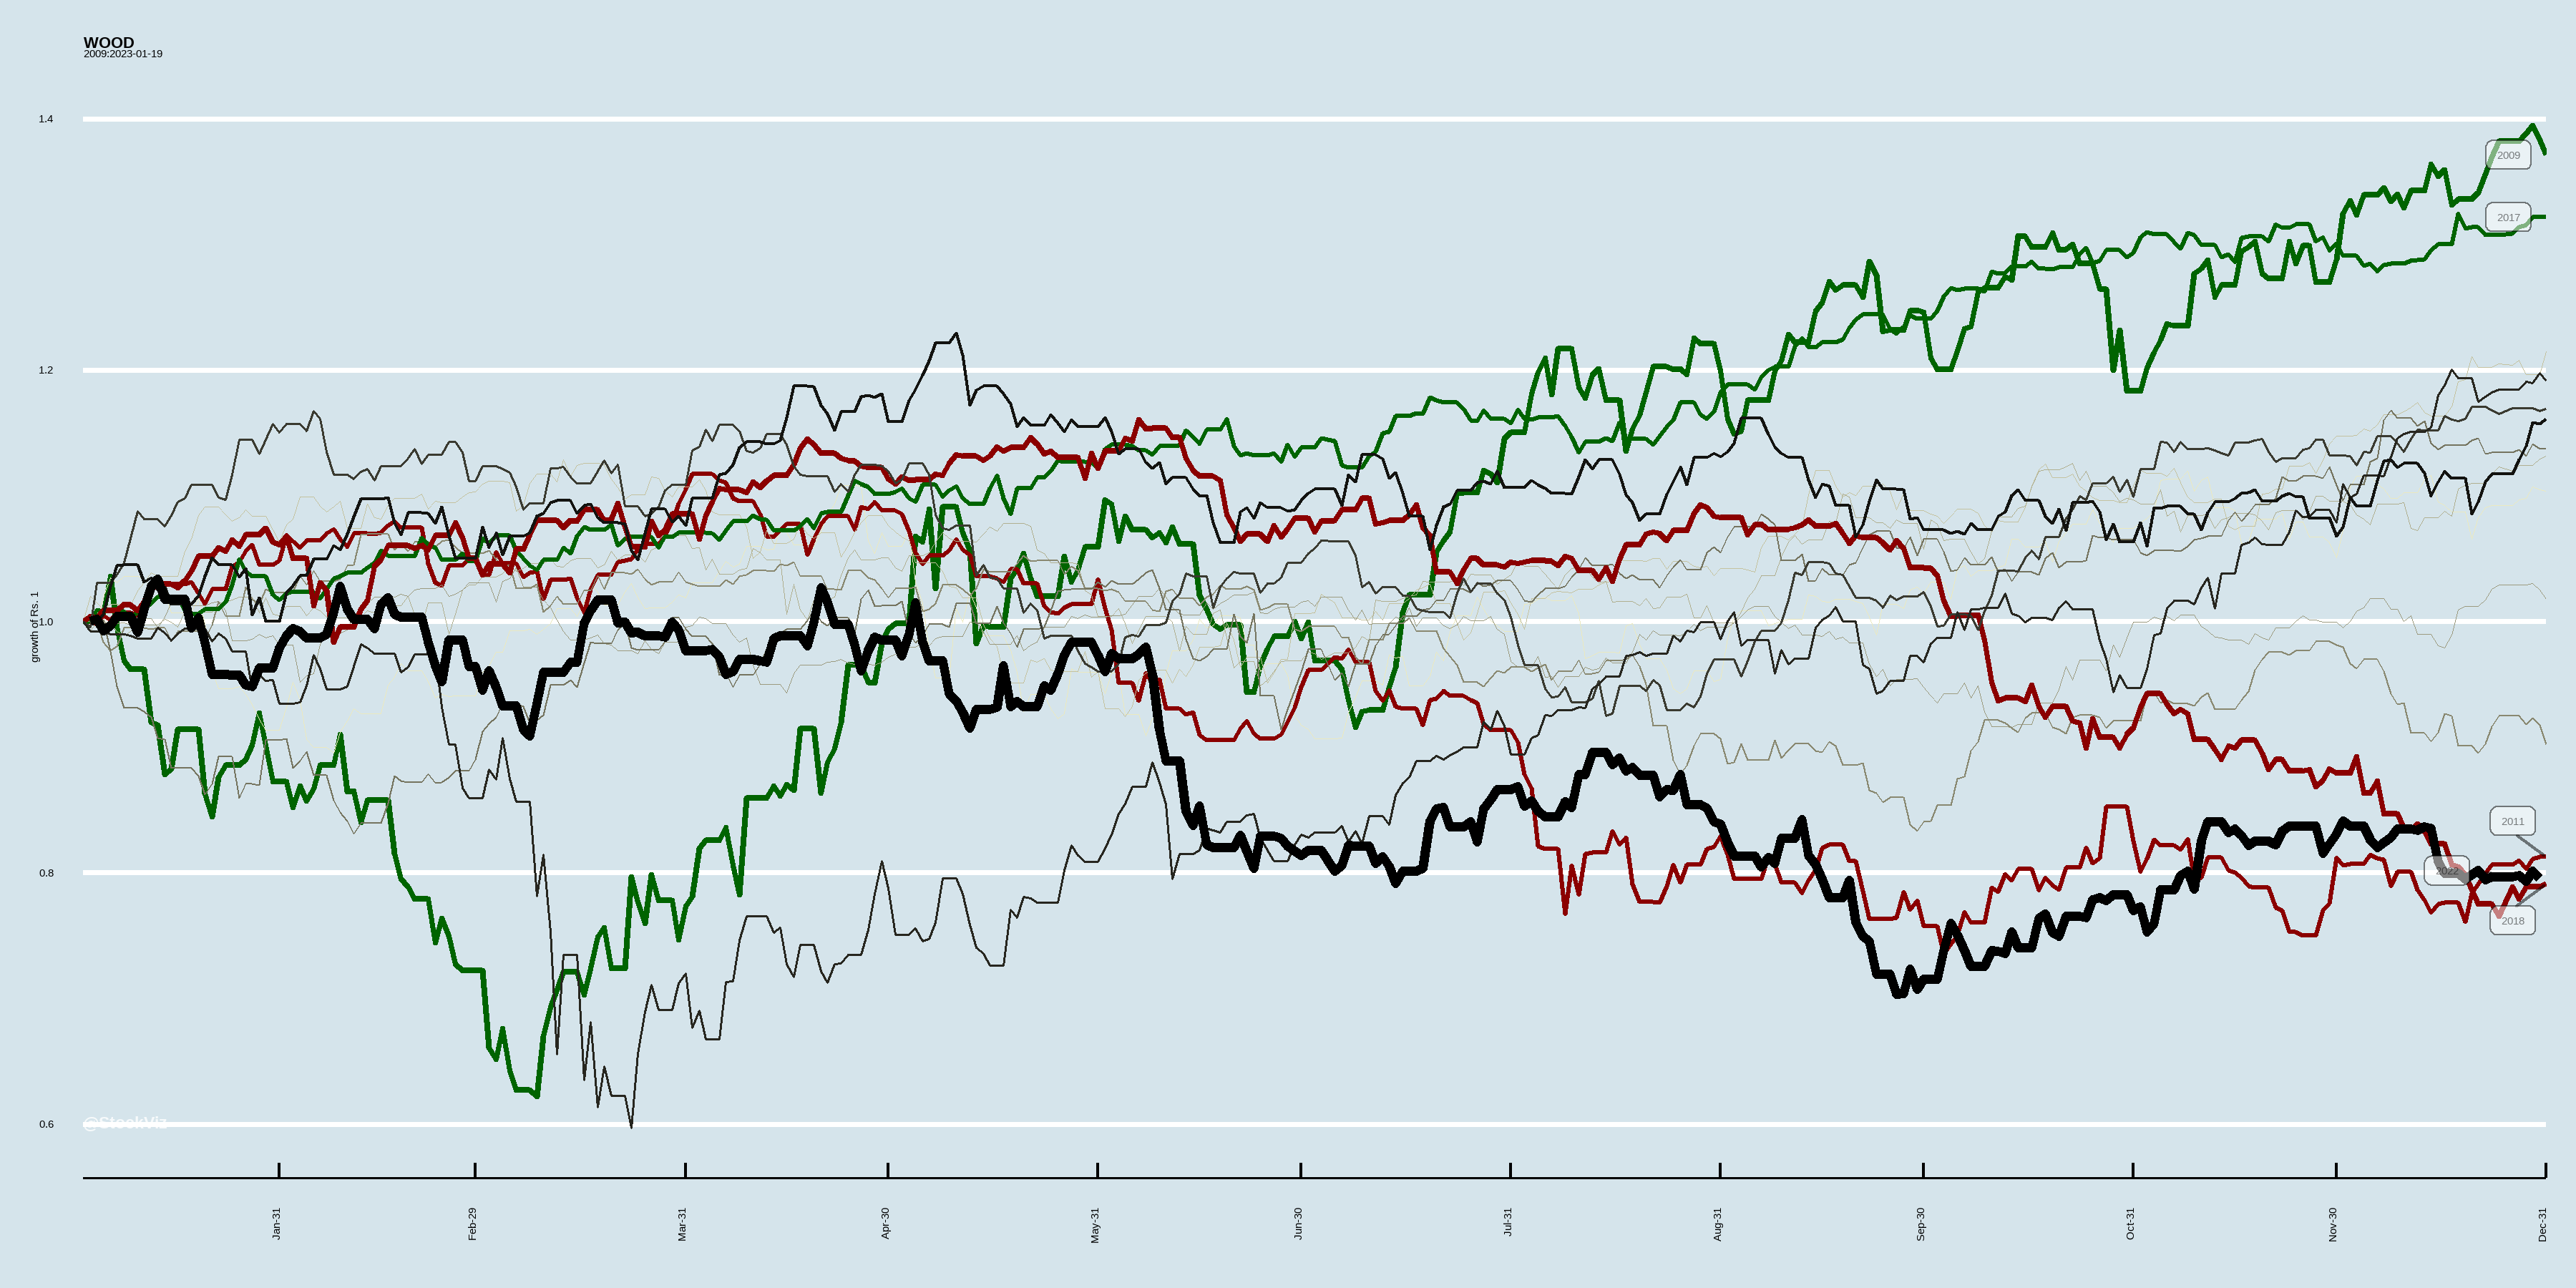 WOOD
2009:2023-01-19
1.4
1.2
1.0
0.8
0.6
growth of Rs. 1
2009
2017
2011
2022
2018
@StockViz
Jan-31
Feb-29
Mar-31
Apr-30
May-31
Jun-30
Jul-31
Aug-31
Sep-30
Oct-31
Nov-30
Dec-31